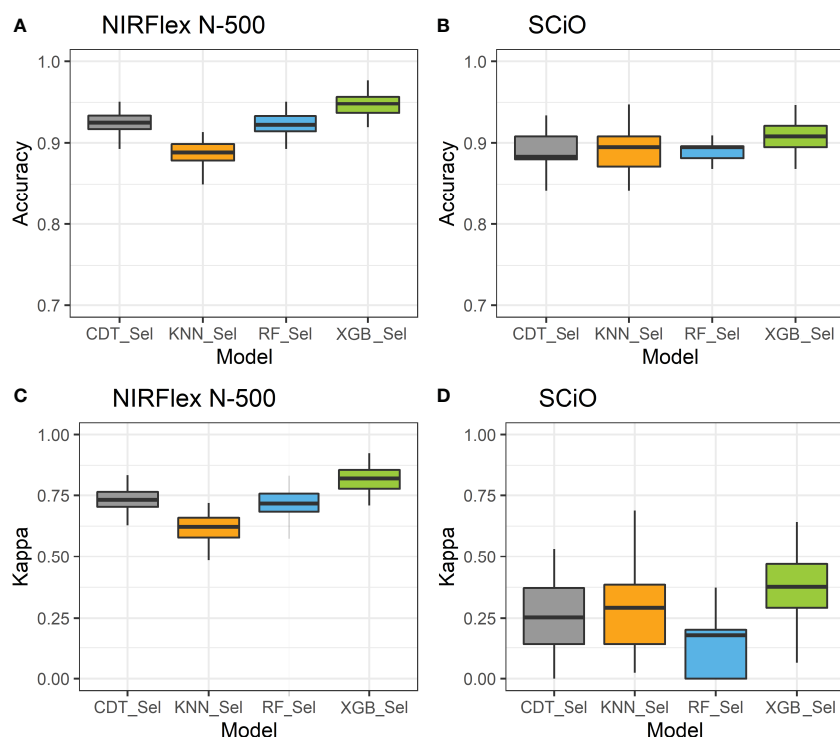 A
NIRFlex N-500
Accuracy
1.0
0.9
0.8
0.7
CDT_Sel KNN_Sel RF_Sel XGB_Sel
Model
B
SCiO
Accuracy
1.0
0.9
0.8
0.7
CDT_Sel KNN_Sel RF_Sel XGB_Sel
Model
C
NIRFlex N-500
Kappa
1.00
0.75
0.50
0.25
0.00
CDT_Sel KNN_Sel RF_Sel XGB_Sel
Model
D
SCiO
Kappa
1.00
0.75
0.50
0.25
0.00
CDT_Sel KNN_Sel RF_Sel XGB_Sel
Model